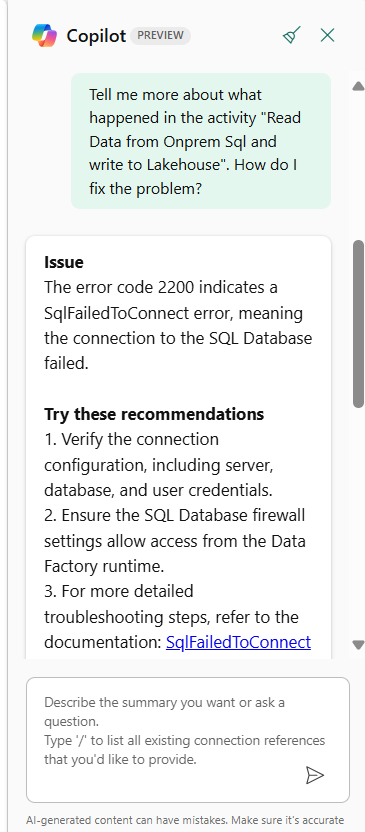 Copilot PREVIEW
Tell me more about what
happened in the activity "Read
Data from Onprem Sql and
write to Lakehouse". How do I
fix the problem?
Issue
The error code 2200 indicates a
SqlFailedToConnect error, meaning
the connection to the SQL Database
failed.
Try these recommendations
1. Verify the connection
configuration, including server,
database, and user credentials.
2. Ensure the SQL Database firewall
settings allow access from the Data
Factory runtime.
3. For more detailed
troubleshooting steps, refer to the
documentation: SqlFailedToConnect
Describe the summary you want or ask a
question.
Type '/' to list all existing connection references
that you'd like to provide.
AI-generated content can have mistakes. Make sure it's accurate